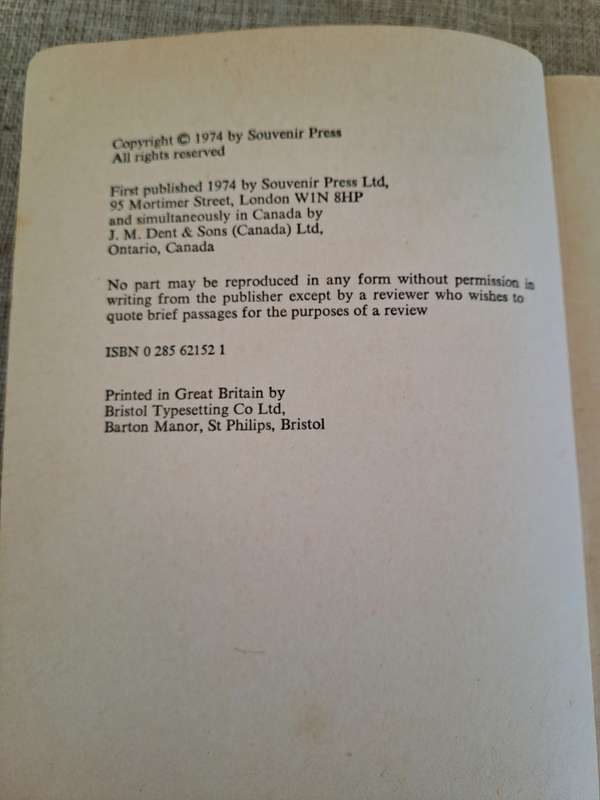 Copyright © 1974 by Souvenir Press
All rights reserved
First published 1974 by Souvenir Press Ltd,
95 Mortimer Street, London W1N 8HP
and simultaneously in Canada by
J. M. Dent & Sons (Canada) Ltd,
Ontario, Canada
No part may be reproduced in any form without permission in
writing from the publisher except by a reviewer who wishes to
quote brief passages for the purposes of a review
ISBN 0 285 62152 1
Printed in Great Britain by
Bristol Typesetting Co Ltd,
Barton Manor, St Philips, Bristol